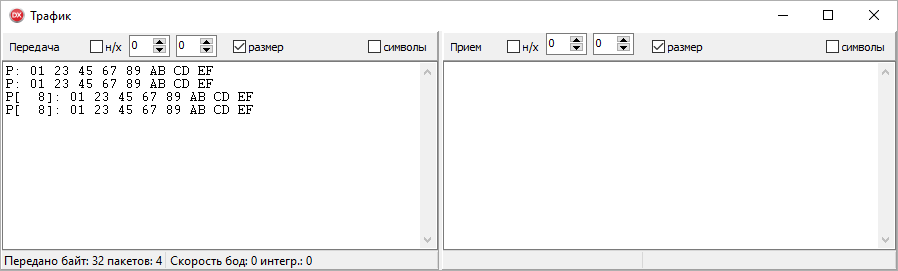 DX Трафик
Передача н/х 0 0 размер символы
Прием н/х 0 0 размер символы
P: 01 23 45 67 89 AB CD EF
P: 01 23 45 67 89 AB CD EF
P[  8]: 01 23 45 67 89 AB CD EF
P[  8]: 01 23 45 67 89 AB CD EF
Передано байт: 32 пакетов: 4 Скорость бод: 0 интегр.: 0